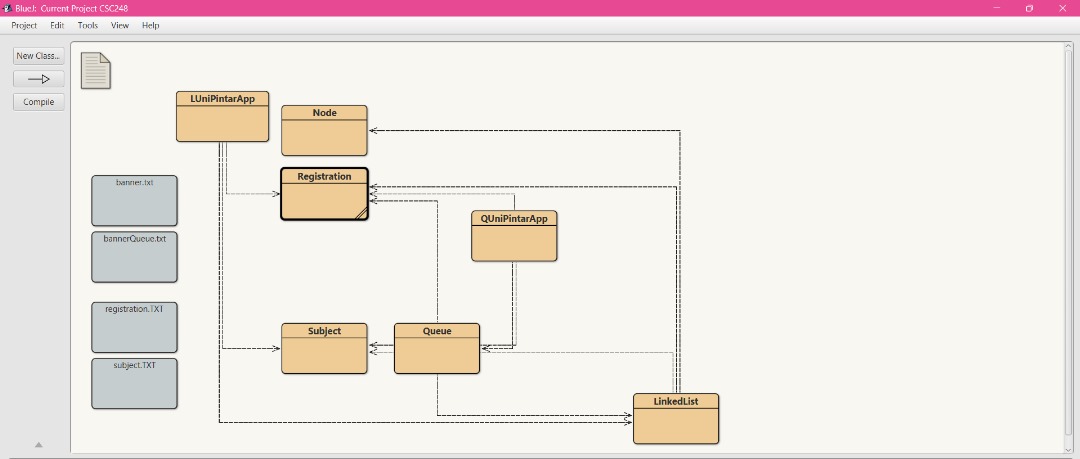 BlueJ: Current Project CSC248
Project Edit Tools View Help
New Class...
Compile
LUniPintarApp
Node
Registration
QUniPintarApp
banner.txt
bannerQueue.txt
registration.TXT
subject.TXT
Subject
Queue
LinkedList